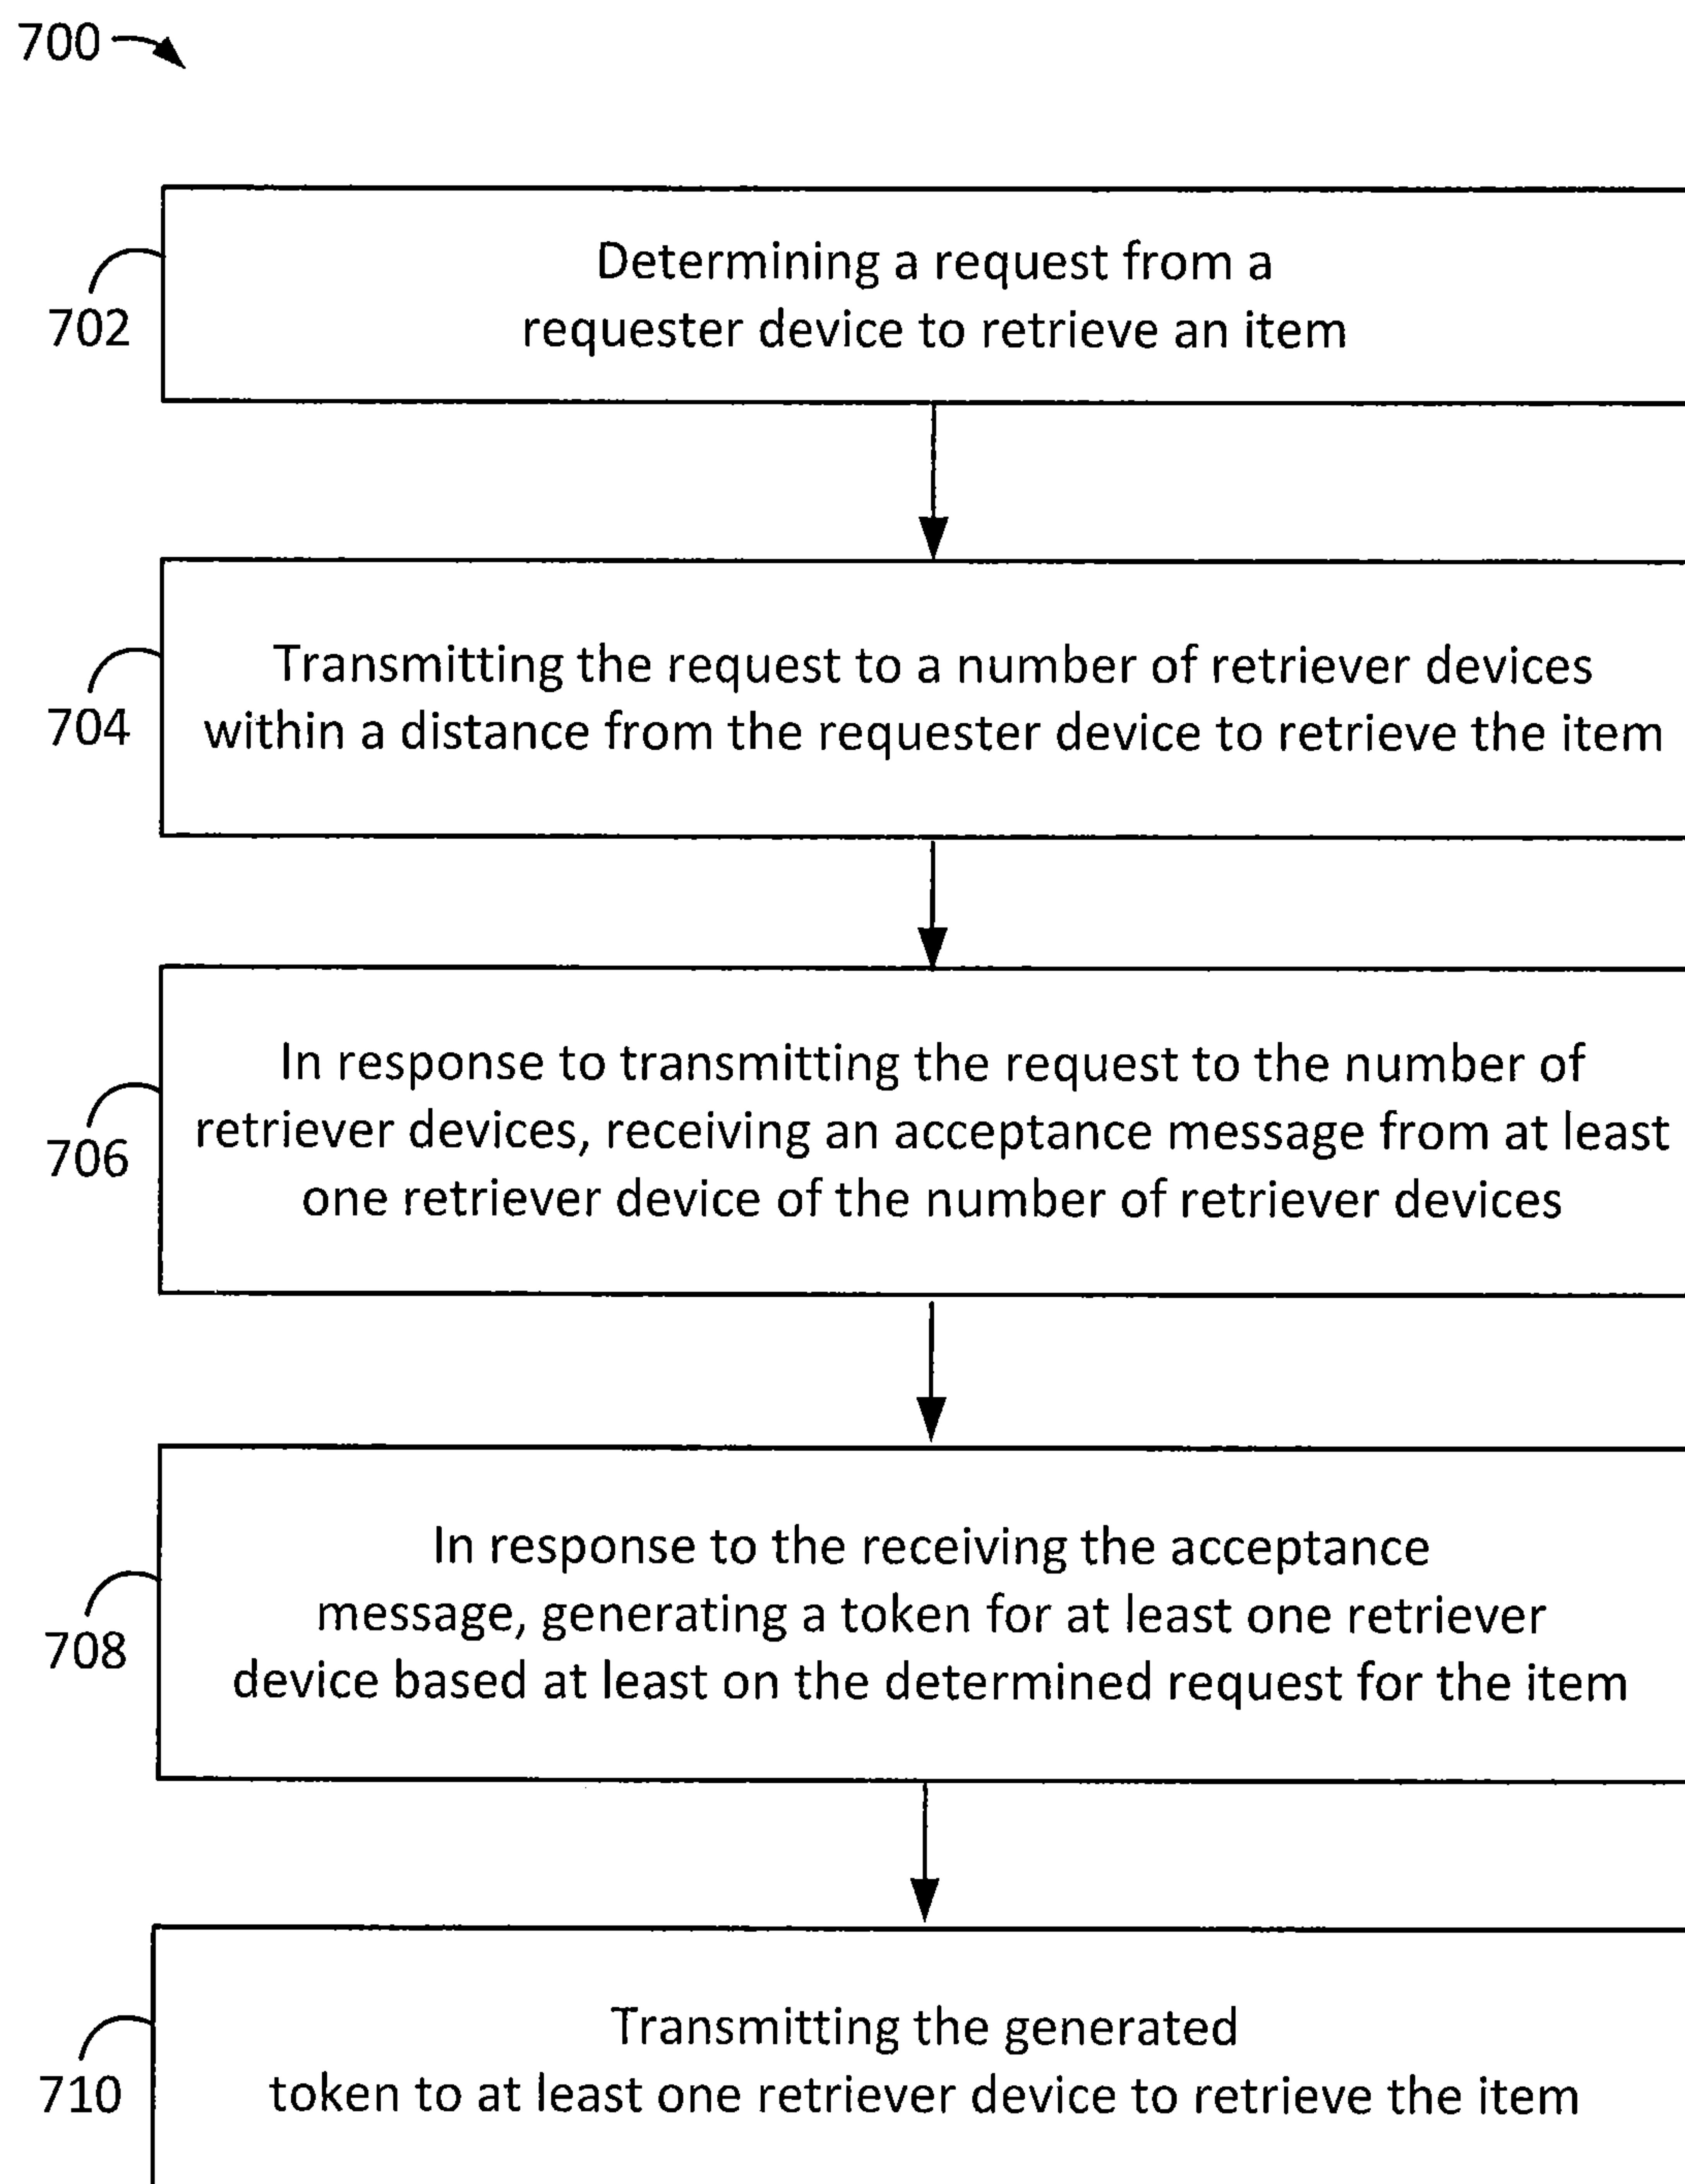 700
Determining a request from a
requester device to retrieve an item
702
Transmitting the request to a number of retriever devices
within a distance from the requester device to retrieve the item
704
In response to transmitting the request to the number of
retriever devices, receiving an acceptance message from at least
one retriever device of the number of retriever devices
706
In response to the receiving the acceptance
message, generating a token for at least one retriever
device based at least on the determined request for the item
708
Transmitting the generated
token to at least one retriever device to retrieve the item
710